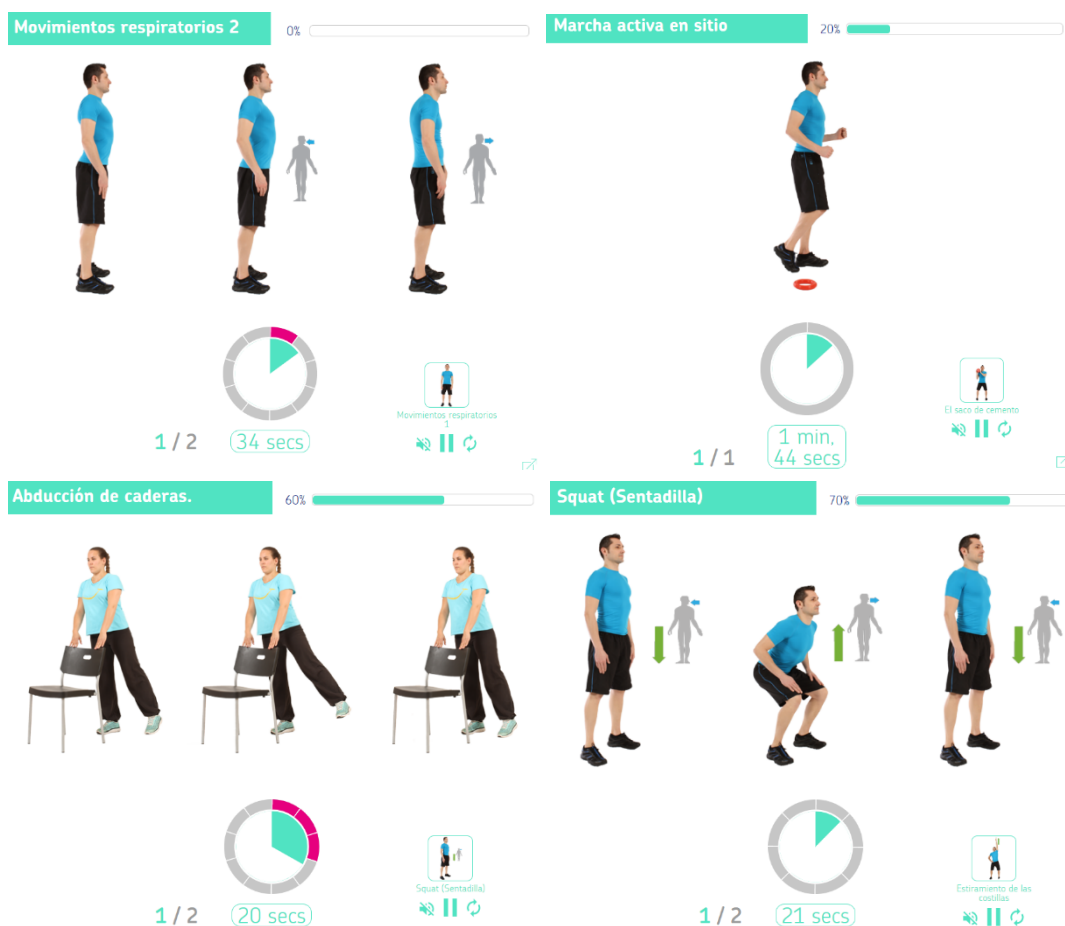 Movimientos respiratorios 2
0%
Movimientos respiratorios
1
1 / 2
34 secs
Marcha activa en sitio
20%
El saco de cemento
1 / 1
1 min,
44 secs
Abducción de caderas.
60%
Squat (Sentadilla)
1 / 2
20 secs
Squat (Sentadilla)
70%
Estiramiento de las
costillas
1 / 2
21 secs